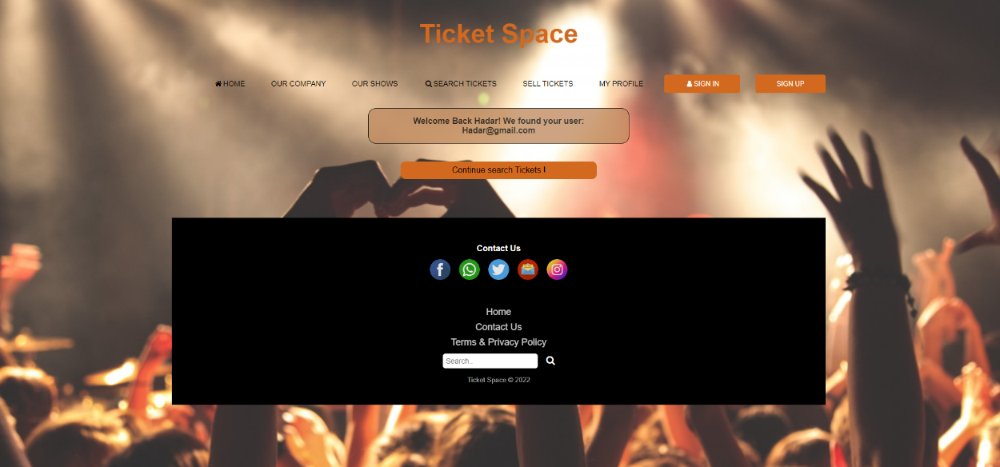 Ticket Space
HOME OUR COMPANY OUR SHOWS SEARCH TICKETS SELL TICKETS MY PROFILE SIGN IN SIGN UP
Welcome Back Hadar! We found your user:
Hadar@gmail.com
Continue search Tickets !
Contact Us
Home
Contact Us
Terms & Privacy Policy
Search..
Ticket Space © 2022